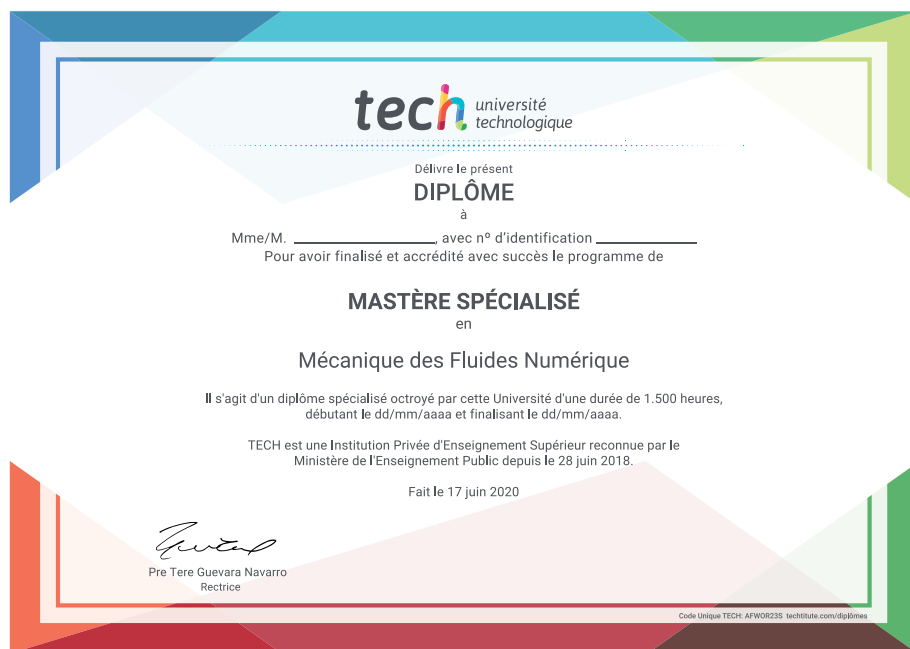 tech université
technologique
Délivre le présent
DIPLÔME
à
Mme/M. ____________, avec nº d'identification ____________
Pour avoir finalisé et accrédité avec succès le programme de
MASTÈRE SPÉCIALISÉ
en
Mécanique des Fluides Numérique
Il s'agit d'un diplôme spécialisé octroyé par cette Université d'une durée de 1.500 heures,
débutant le dd/mm/aaaa et finalisant le dd/mm/aaaa.
TECH est une Institution Privée d'Enseignement Supérieur reconnue par le
Ministère de l'Enseignement Public depuis le 28 juin 2018.
Fait le 17 juin 2020
Pre Tere Guevara Navarro
Rectrice
Code Unique TECH: AFWOR23S techtitute.com/diplômes